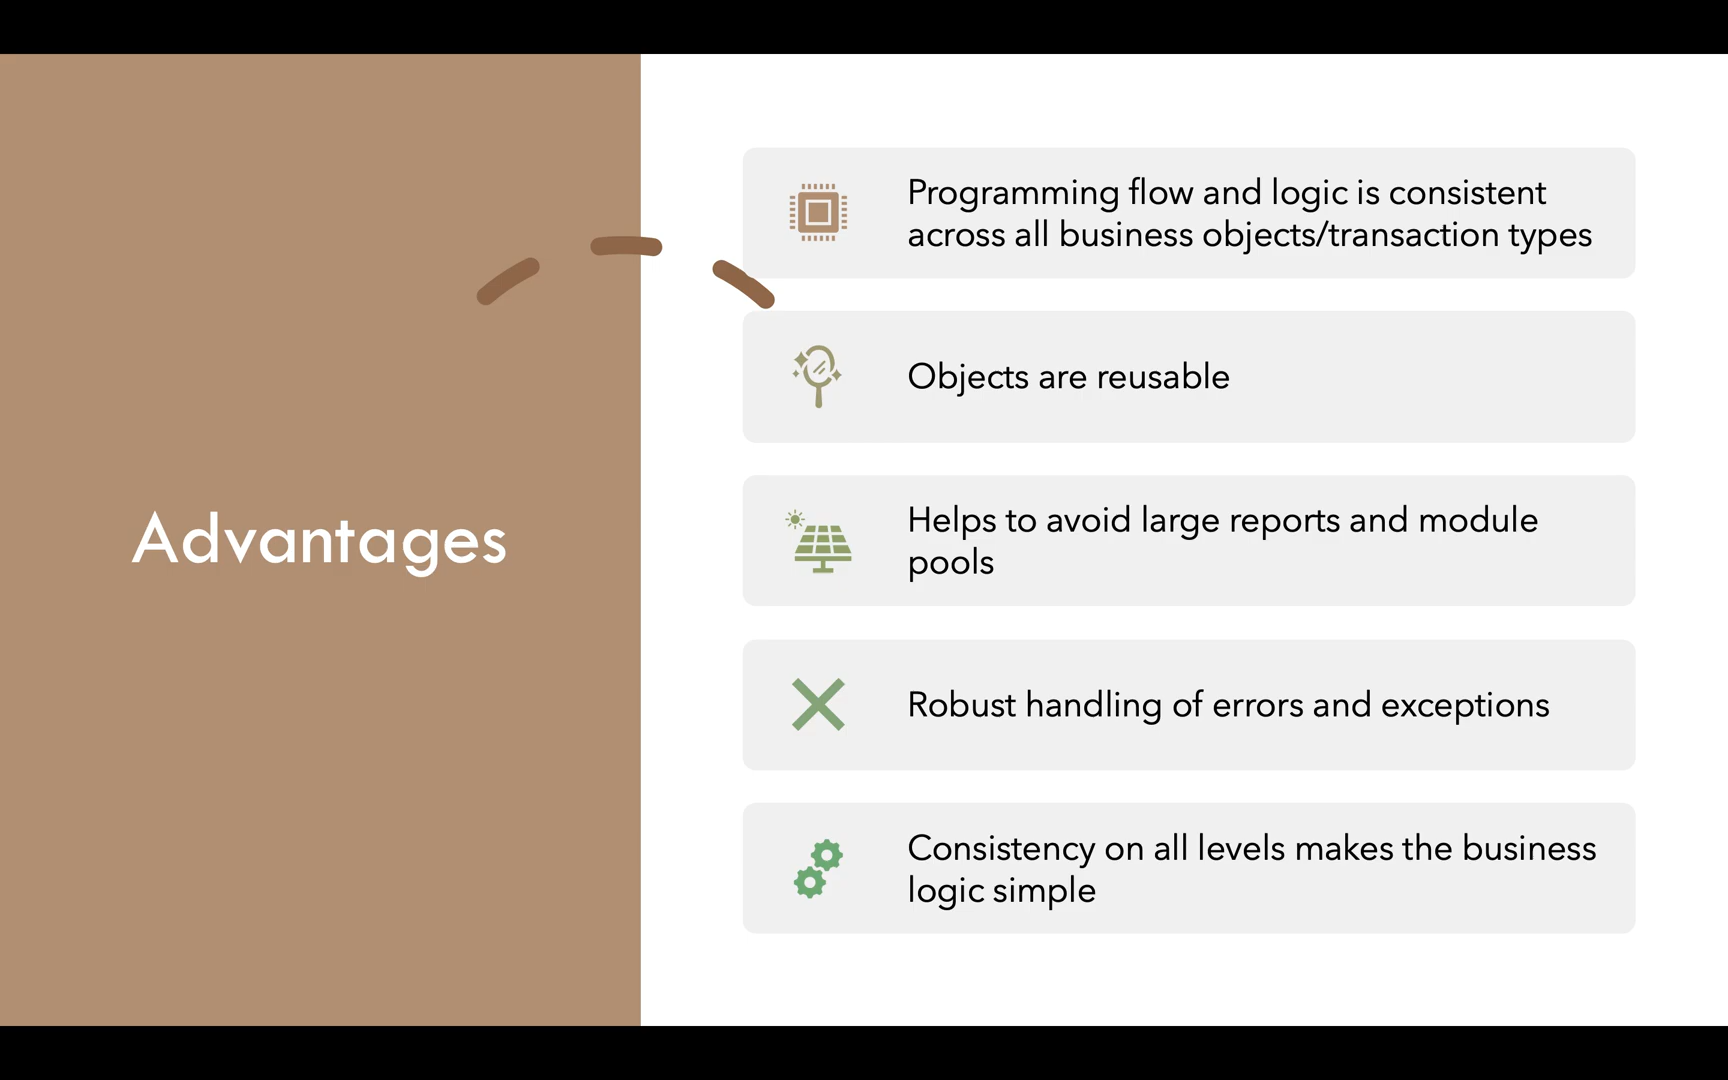 Advantages
Programming flow and logic is consistent
across all business objects/transaction types
Objects are reusable
Helps to avoid large reports and module
pools
Robust handling of errors and exceptions
Consistency on all levels makes the business
logic simple